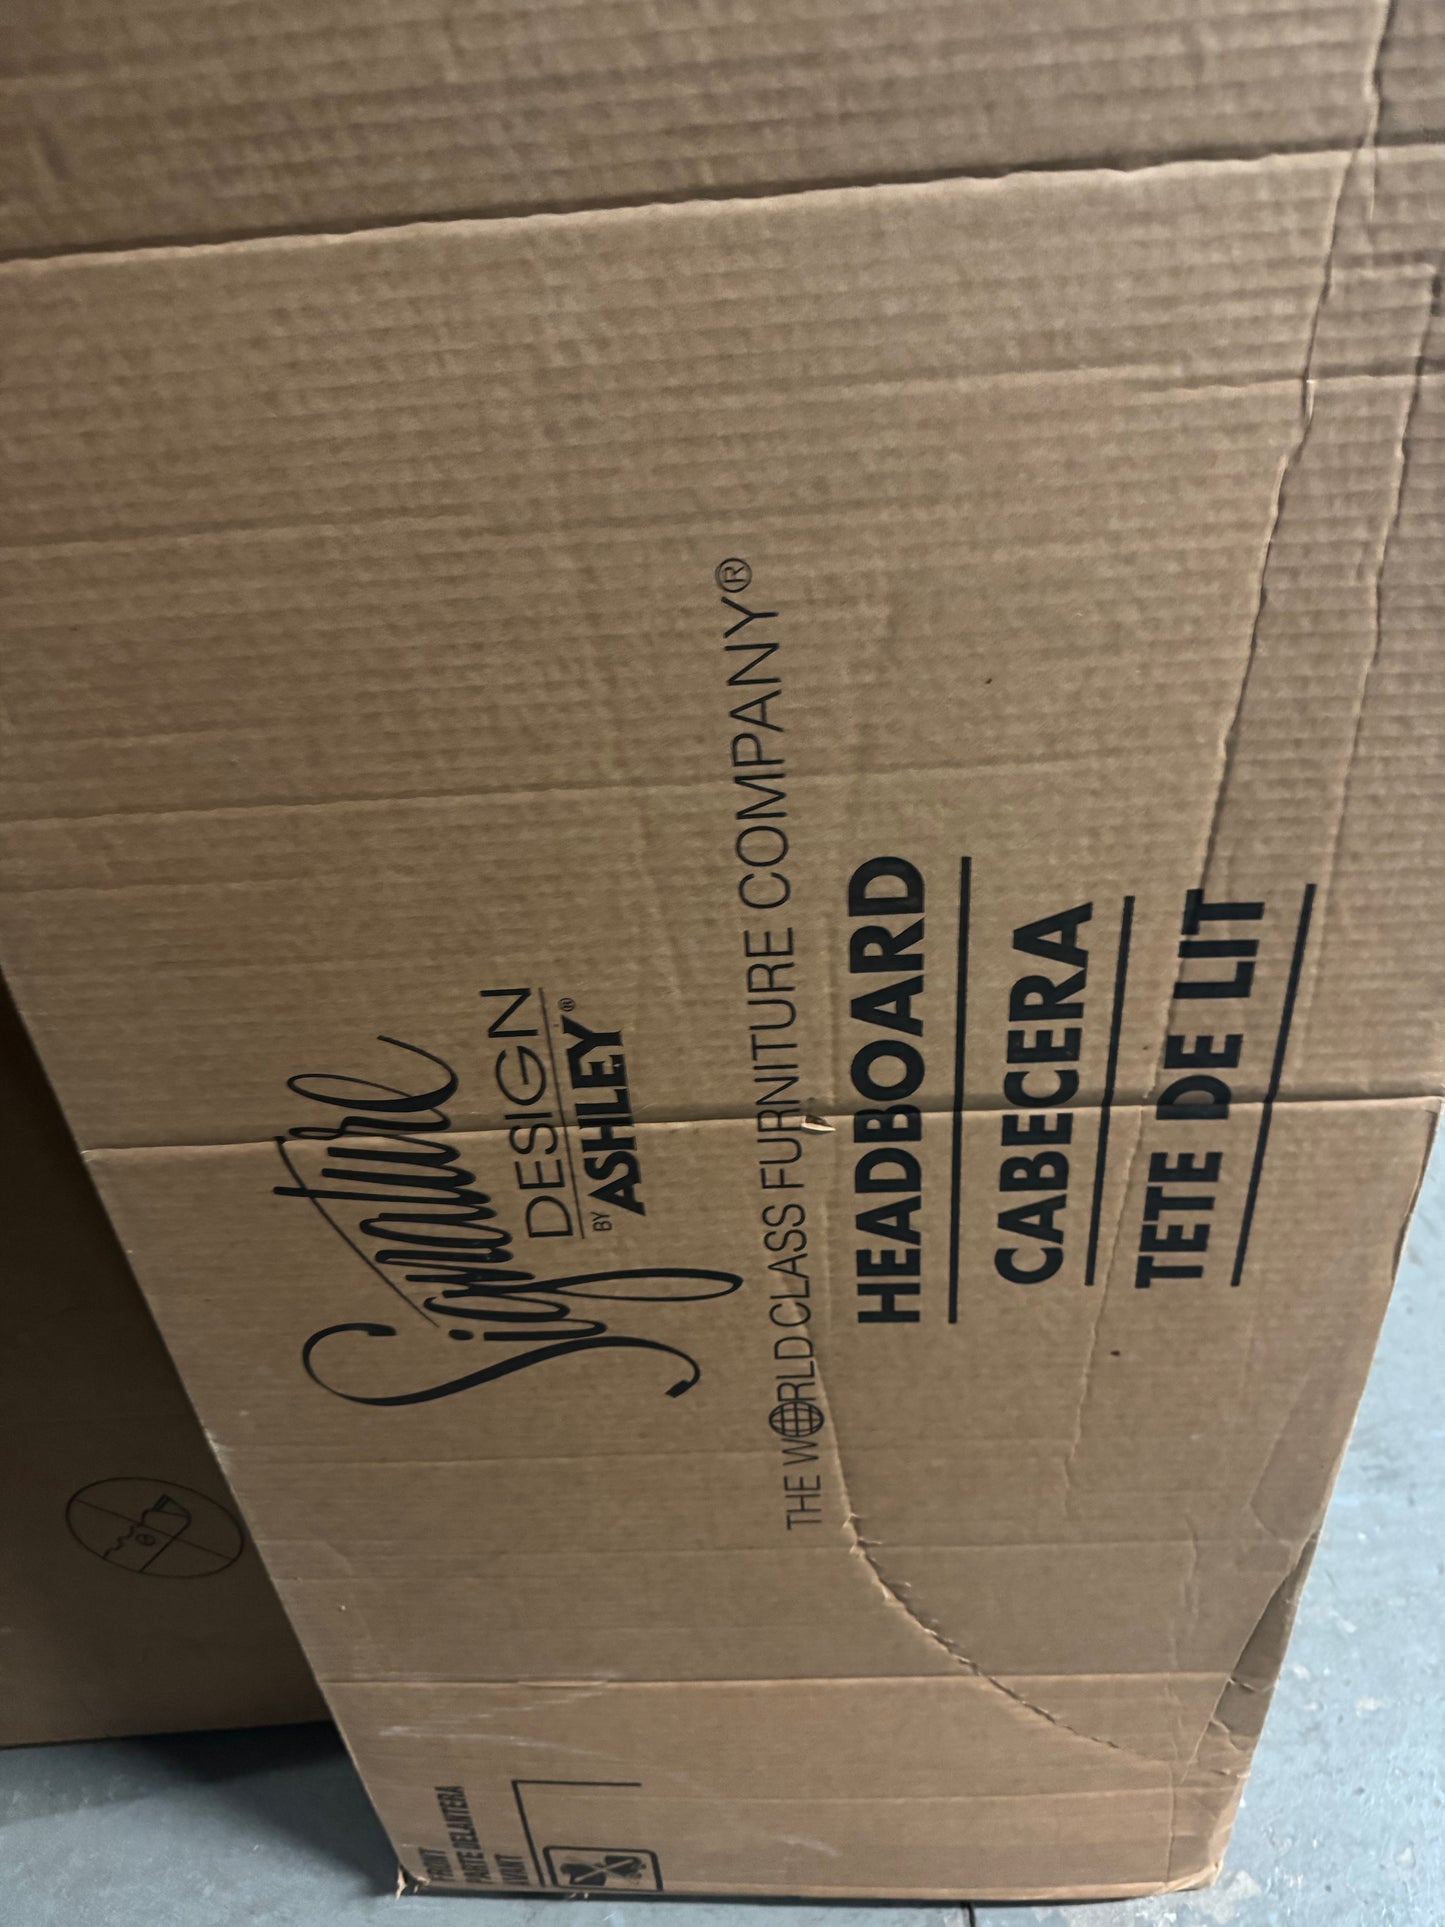 Signature
DESIGN
BY ASHLEY®
THE WORLD CLASS FURNITURE COMPANY®
HEADBOARD
CABECERA
TETE DE LIT
FRONT
PARTE DELANTERA
AVANT